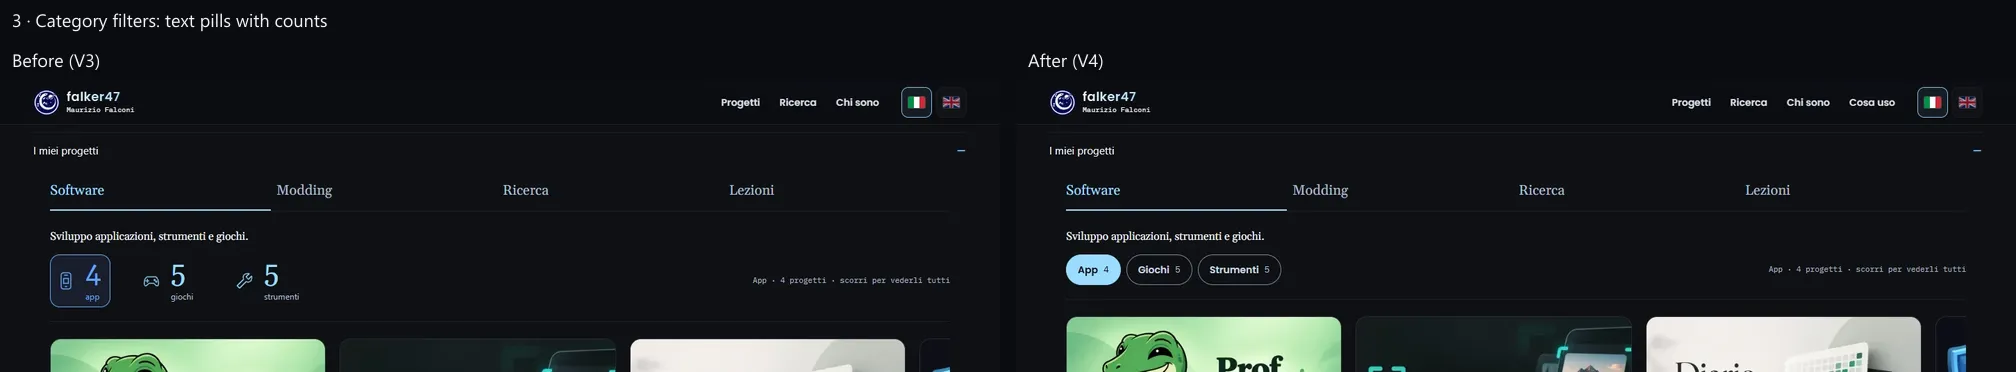 3 · Category filters: text pills with counts
Before (V3)
falker47
Maurizio Falconi
Progetti Ricerca Chi sono
I miei progetti
Software Modding Ricerca Lezioni
Sviluppo applicazioni, strumenti e giochi.
4 app
5 giochi
5 strumenti
App · 4 progetti · scorri per vederli tutti
After (V4)
falker47
Maurizio Falconi
Progetti Ricerca Chi sono Cosa uso
I miei progetti
Software Modding Ricerca Lezioni
Sviluppo applicazioni, strumenti e giochi.
App 4 Giochi 5 Strumenti 5
App · 4 progetti · scorri per vederli tutti
Prof